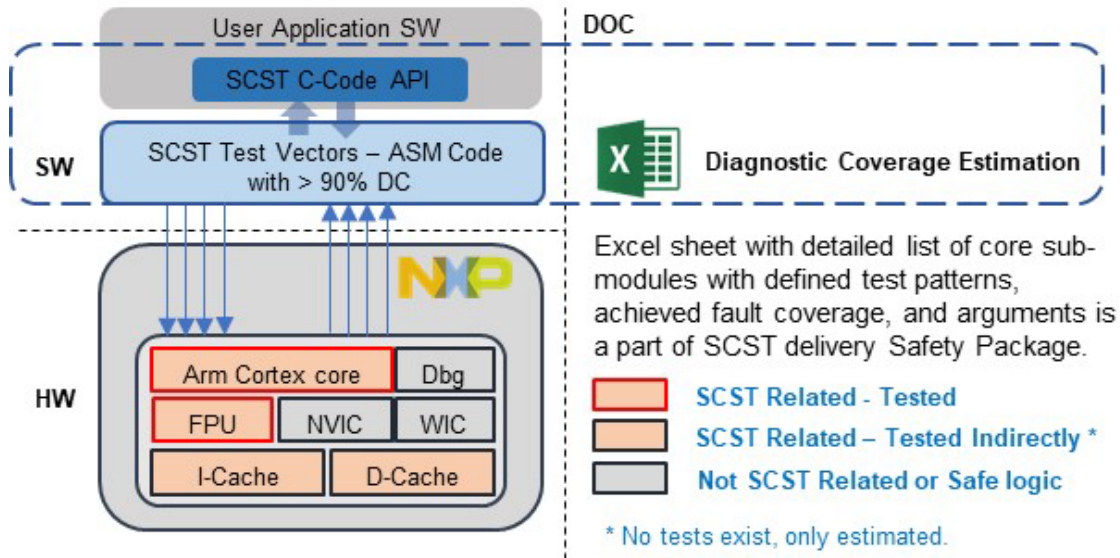 User Application SW
SCST C-Code API
SW
SCST Test Vectors – ASM Code
with > 90% DC
NXP
HW
Arm Cortex core
Dbg
FPU
NVIC
WIC
I-Cache
D-Cache
DOC
X
Diagnostic Coverage Estimation
Excel sheet with detailed list of core sub-
modules with defined test patterns,
achieved fault coverage, and arguments is
a part of SCST delivery Safety Package.
SCST Related - Tested
SCST Related – Tested Indirectly *
Not SCST Related or Safe logic
* No tests exist, only estimated.